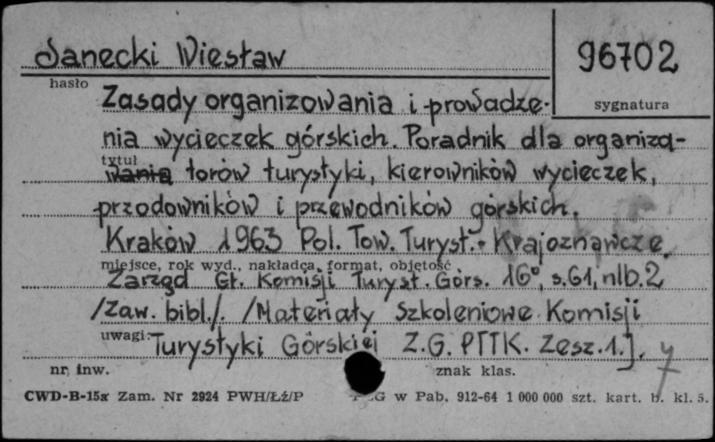 Sanecki Wiesław
96702
hasło
sygnatura
Zasady organizowania i prowadze-
nia wycieczek górskich. Poradnik dla organiza-
tytuł
wania torów turystyki, kierowników wycieczek,
przodowników i przewodników górskich.
Kraków 1963 Pol. Tow. Turyst.-Krajoznawcze.
miejsce, rok wyd., nakładca, format, objętość
Zarząd Gł. Komisji Turyst. Górs. 16°, s.61, nlb.2
/Zaw. bibl./. /Materiały Szkoleniowe Komisji
uwagi:
Turystyki Górskiej Z.G. PTTK. Zesz.1.].
nr. inw.
znak klas.
CWD-B-15a Zam. Nr 2924 PWH/Łź/P
G w Pab. 912-64 1 000 000 szt. kart. b. kl. 5.